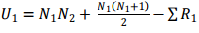 U₁ = N₁N₂ + N₁(N₁+1)/2 − ∑ R₁